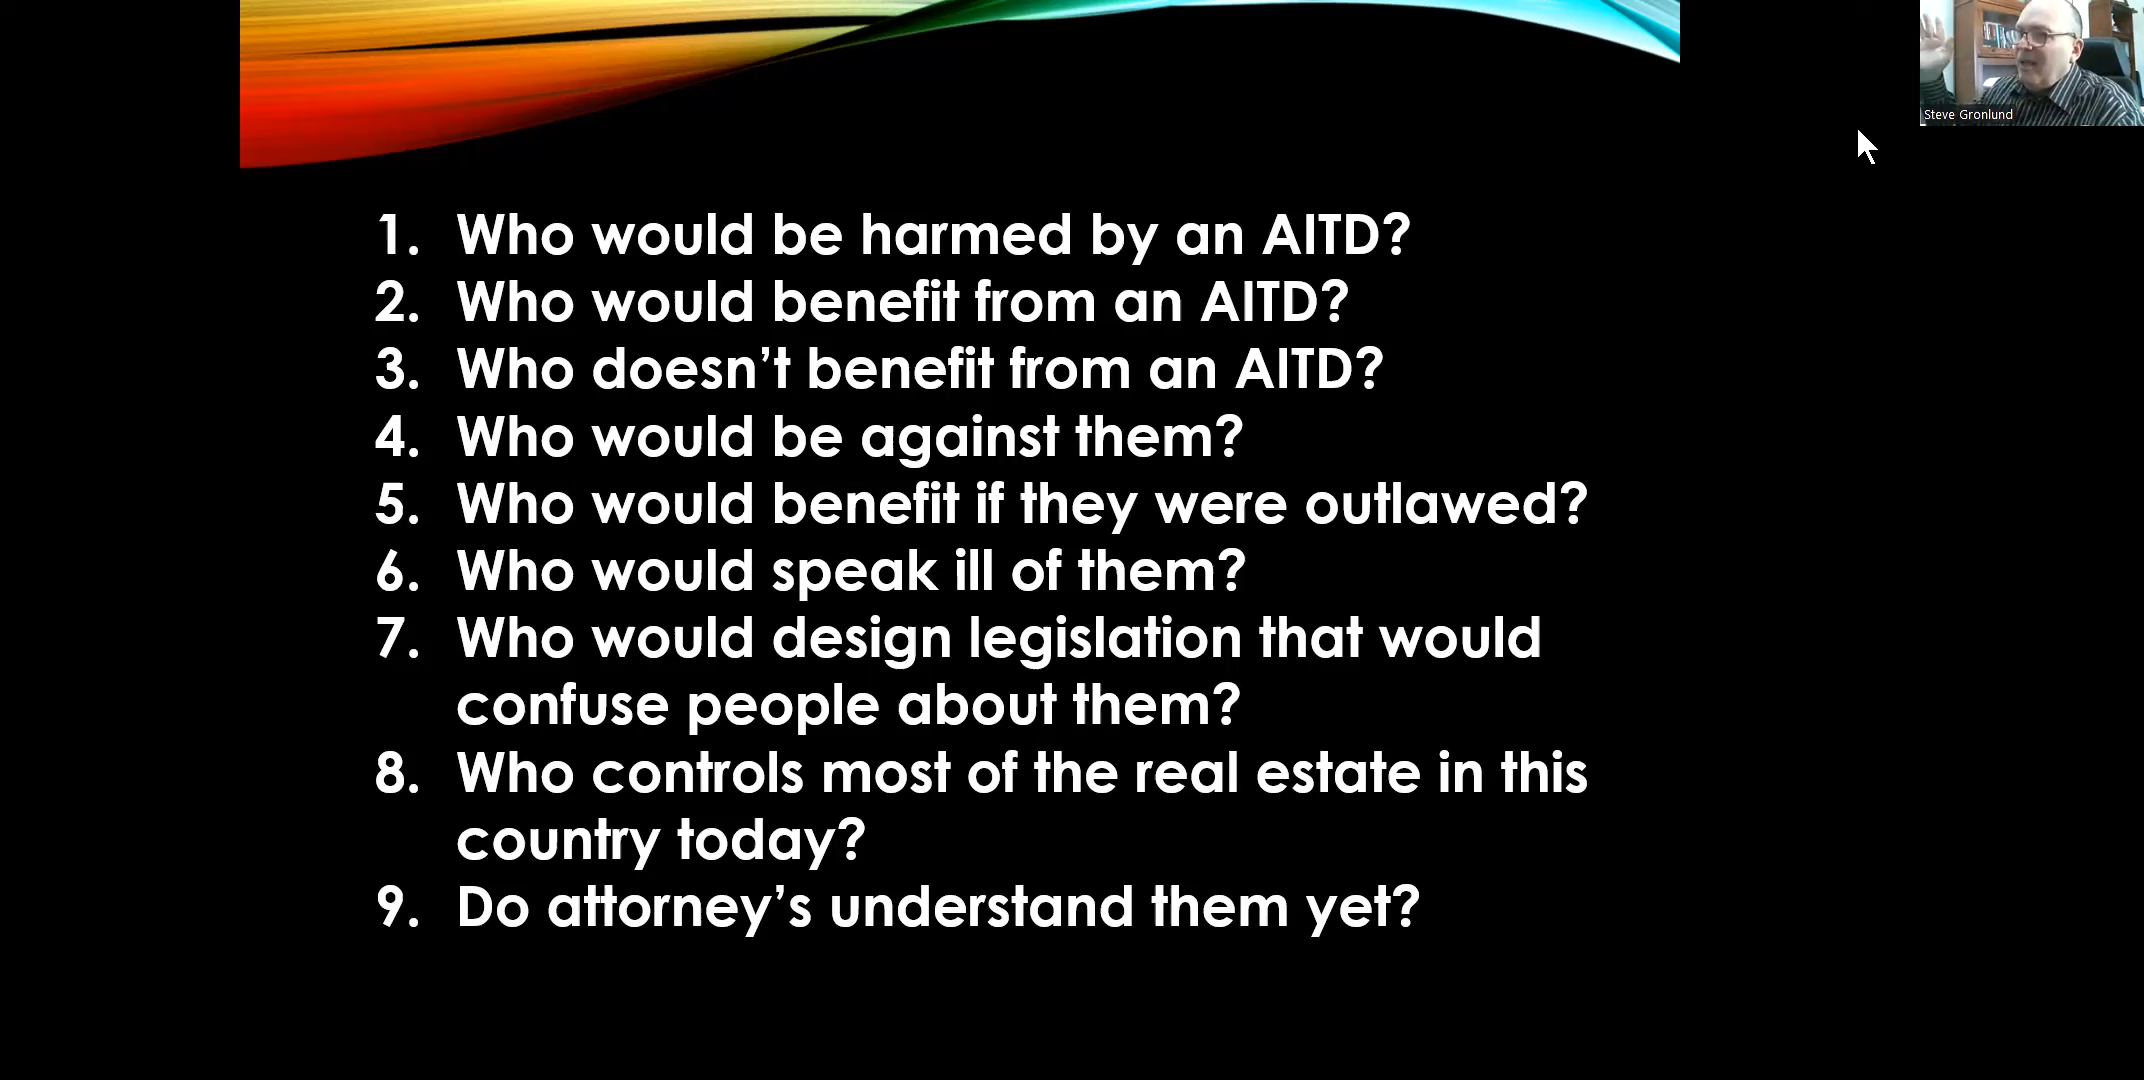 Steve Gronlund
1. Who would be harmed by an AITD?
2. Who would benefit from an AITD?
3. Who doesn’t benefit from an AITD?
4. Who would be against them?
5. Who would benefit if they were outlawed?
6. Who would speak ill of them?
7. Who would design legislation that would
confuse people about them?
8. Who controls most of the real estate in this
country today?
9. Do attorney’s understand them yet?